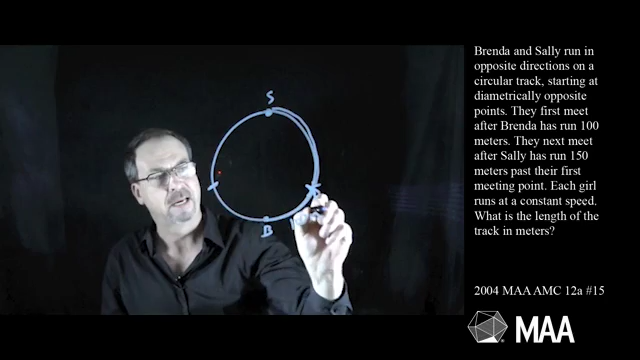 Brenda and Sally run in
opposite directions on a
circular track, starting at
diametrically opposite
points. They first meet
after Brenda has run 100
meters. They next meet
after Sally has run 150
meters past their first
meeting point. Each girl
runs at a constant speed.
What is the length of the
track in meters?
2004 MAA AMC 12a #15
MAA
S
B